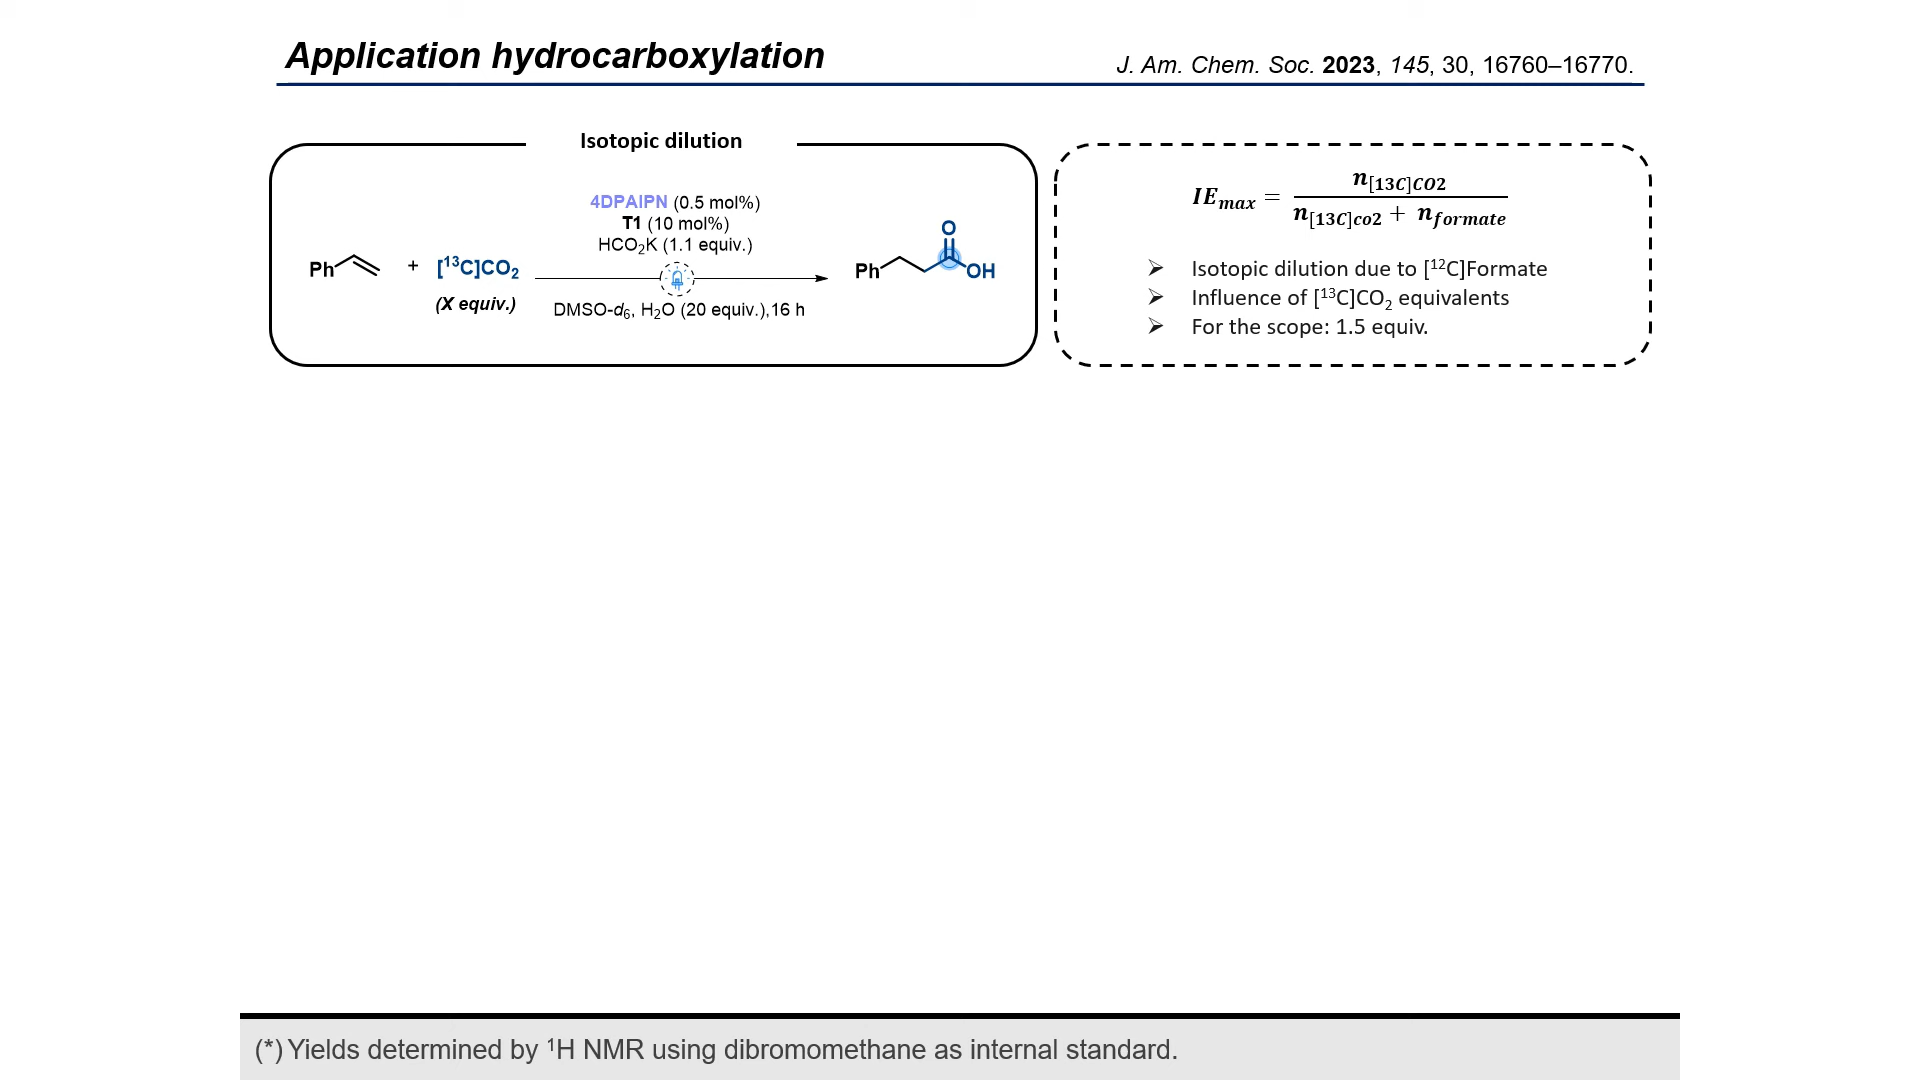 Application hydrocarboxylation
J. Am. Chem. Soc. 2023, 145, 30, 16760–16770.
Isotopic dilution
4DPAIPN (0.5 mol%)
T1 (10 mol%)
HCO₂K (1.1 equiv.)
Ph + [¹³C]CO₂
(X equiv.)
DMSO-d₆, H₂O (20 equiv.),16 h
O
Ph OH
IEmax = n[13C]CO2
n[13C]co2 + nformate
➢ Isotopic dilution due to [¹²C]Formate
➢ Influence of [¹³C]CO₂ equivalents
➢ For the scope: 1.5 equiv.
(*) Yields determined by ¹H NMR using dibromomethane as internal standard.